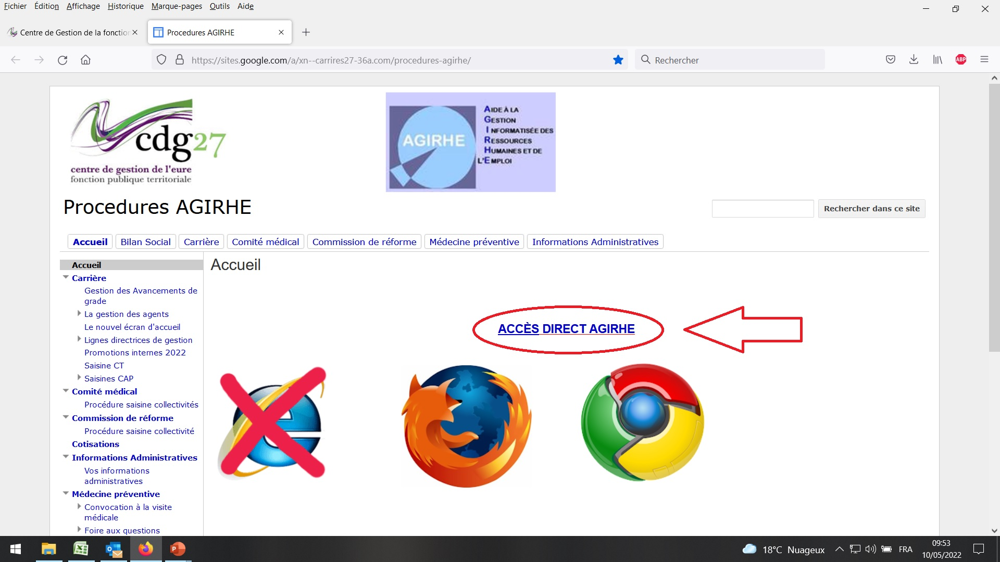 Fichier Édition Affichage Historique Marque-pages Outils Aide
Centre de Gestion de la fonction
Procedures AGIRHE
https://sites.google.com/a/xn--carrires27-36a.com/procedures-agirhe/
Rechercher
ABP
cdg27
centre de gestion de l'eure
fonction publique territoriale
AGIRHE
AIDE À LA
GESTION
INFORMATISÉE DES
RESSOURCES
HUMAINES ET DE
L'EMPLOI
Procedures AGIRHE
Rechercher dans ce site
Accueil Bilan Social Carrière Comité médical Commission de réforme Médecine préventive Informations Administratives
Accueil
Carrière
Gestion des Avancements de
grade
La gestion des agents
Le nouvel écran d'accueil
Lignes directrices de gestion
Promotions internes 2022
Saisine CT
Saisines CAP
Comité médical
Procédure saisine collectivités
Commission de réforme
Procédure saisine collectivité
Cotisations
Informations Administratives
Vos informations
administratives
Médecine préventive
Convocation à la visite
médicale
Foire aux questions
Accueil
ACCÈS DIRECT AGIRHE
18°C Nuageux
FRA
09:53
10/05/2022